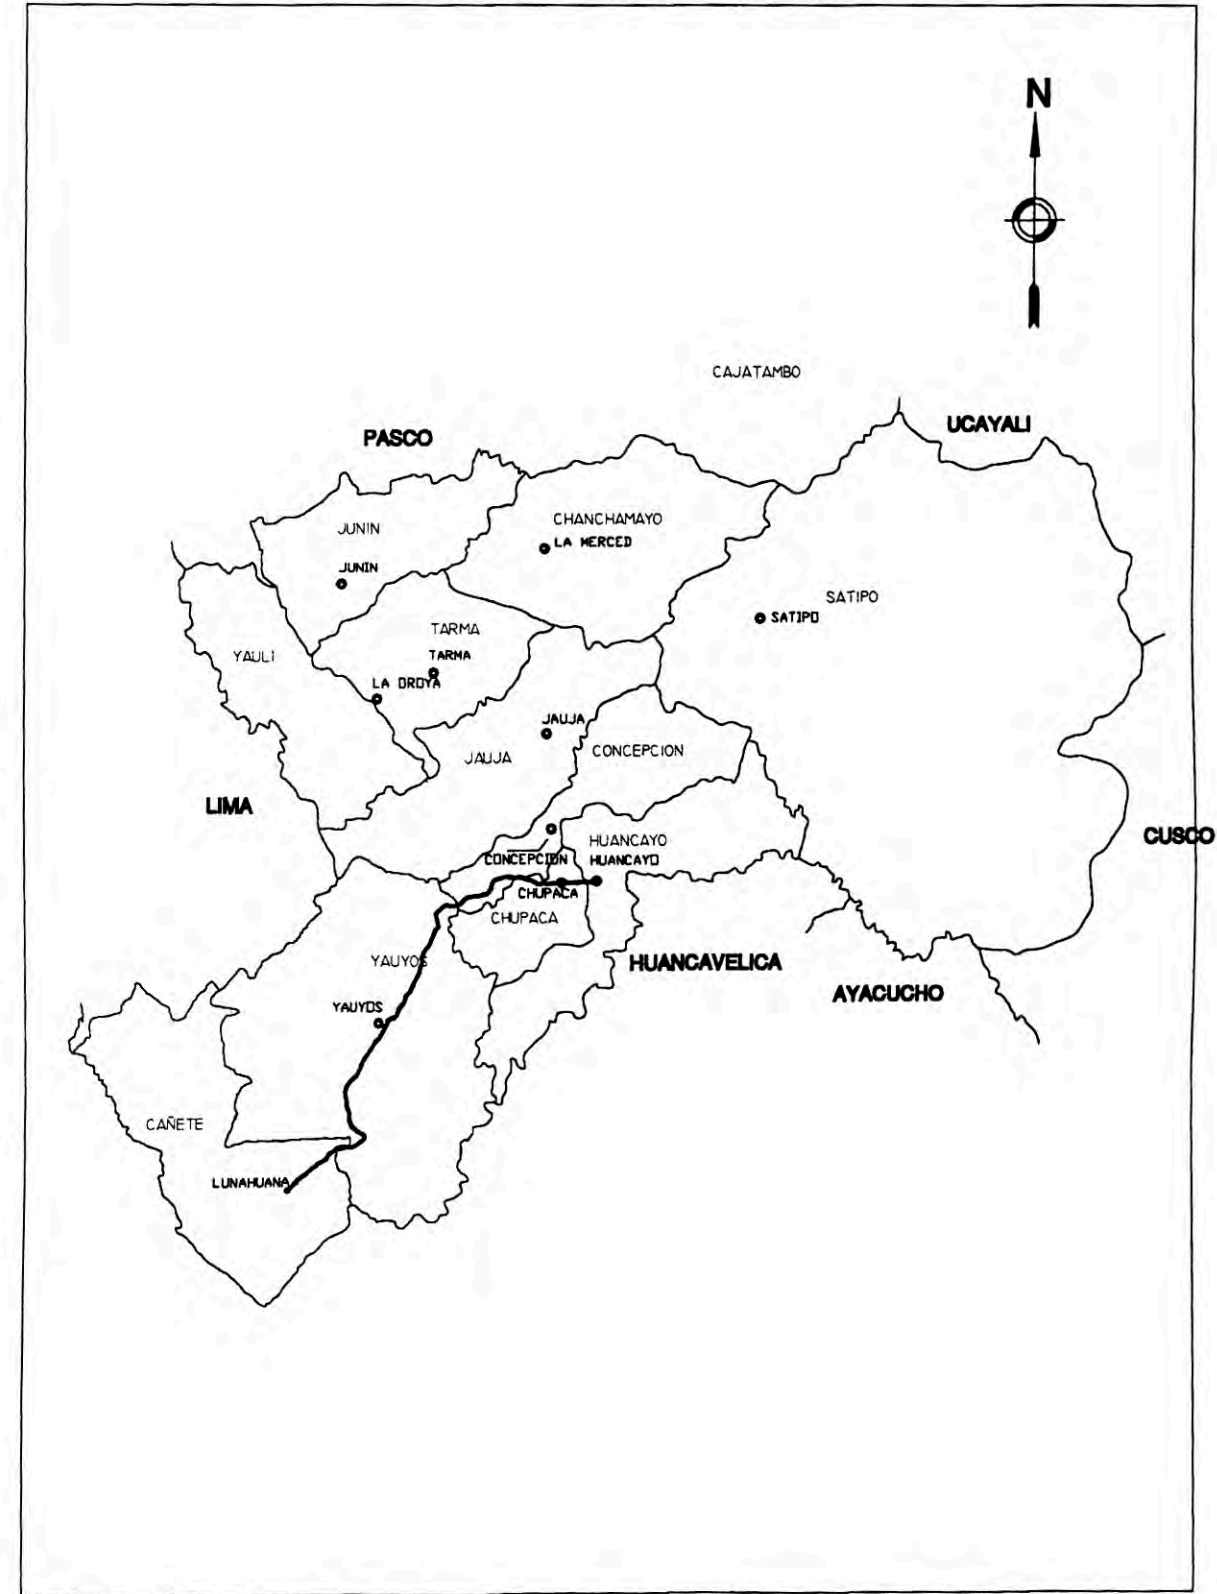 N
CAJATAMBO
UCAYALI
PASCO
CHANCHAMAYO
JUNIN
LA MERCED
JUNIN
SATIPO
SATIPO
TARMA
YAULI
TARMA
LA OROYA
JAUJA
CONCEPCION
JAUJA
LIMA
CUSCO
HUANCAYO
CONCEPCION
HUANCAYO
CHUPACA
CHUPACA
YAUYOS
HUANCAVELICA
AYACUCHO
YAUYOS
CAÑETE
LUNAHUANA